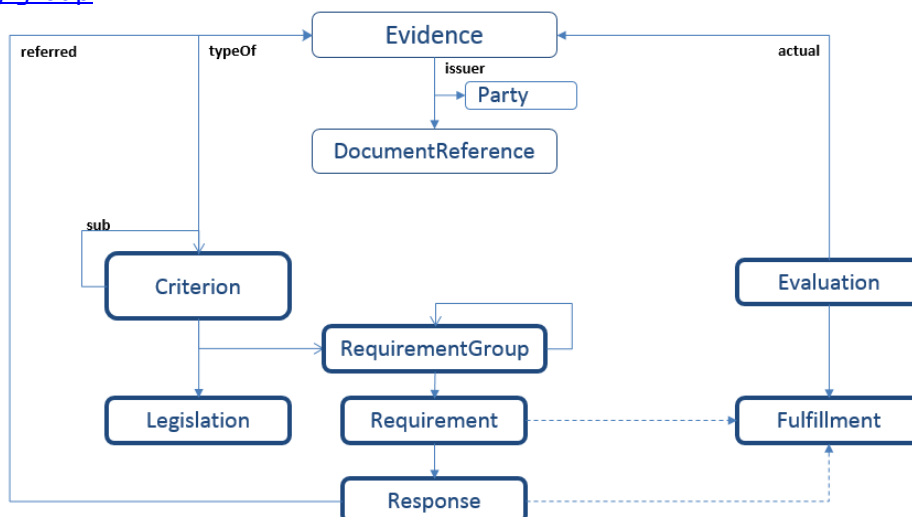 Evidence
referred
typeOf
actual
issuer
Party
DocumentReference
sub
Criterion
Evaluation
RequirementGroup
Legislation
Requirement
Fulfillment
Response